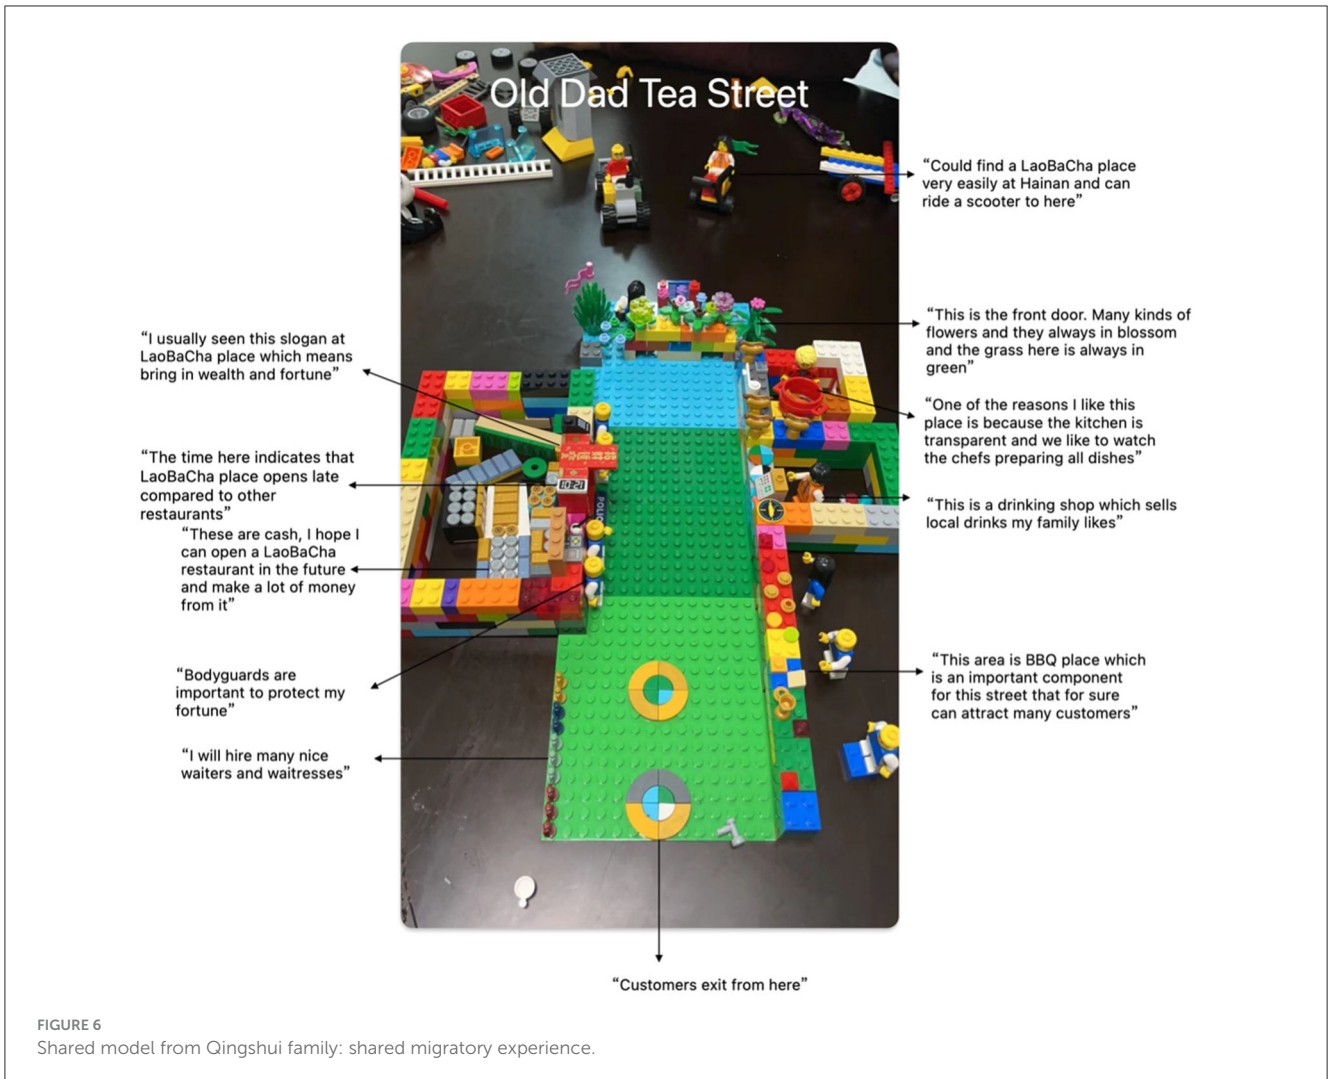 Old Dad Tea Street
“Could find a LaoBaCha place
very easily at Hainan and can
ride a scooter to here”
“This is the front door. Many kinds of
flowers and they always in blossom
and the grass here is always in
green”
“I usually seen this slogan at
LaoBaCha place which means
bring in wealth and fortune”
“One of the reasons I like this
place is because the kitchen is
transparent and we like to watch
the chefs preparing all dishes”
“The time here indicates that
LaoBaCha place opens late
compared to other
restaurants”
10:21
POLICE
“This is a drinking shop which sells
local drinks my family likes”
“These are cash, I hope I
can open a LaoBaCha
restaurant in the future
and make a lot of money
from it”
“Bodyguards are
important to protect my
fortune”
“This area is BBQ place which
is an important component
for this street that for sure
can attract many customers”
“I will hire many nice
waiters and waitresses”
“Customers exit from here”
FIGURE 6
Shared model from Qingshui family: shared migratory experience.